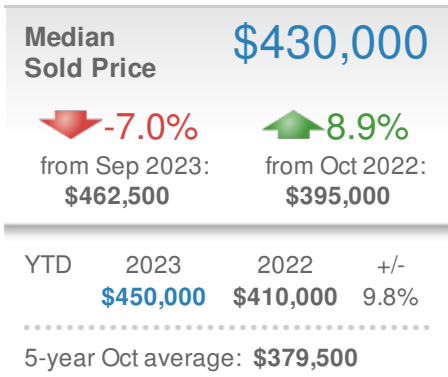 Median $430,000
Sold Price
-7.0% 8.9%
from Sep 2023: from Oct 2022:
$462,500 $395,000
YTD 2023 2022 +/-
$450,000 $410,000 9.8%
5-year Oct average: $379,500